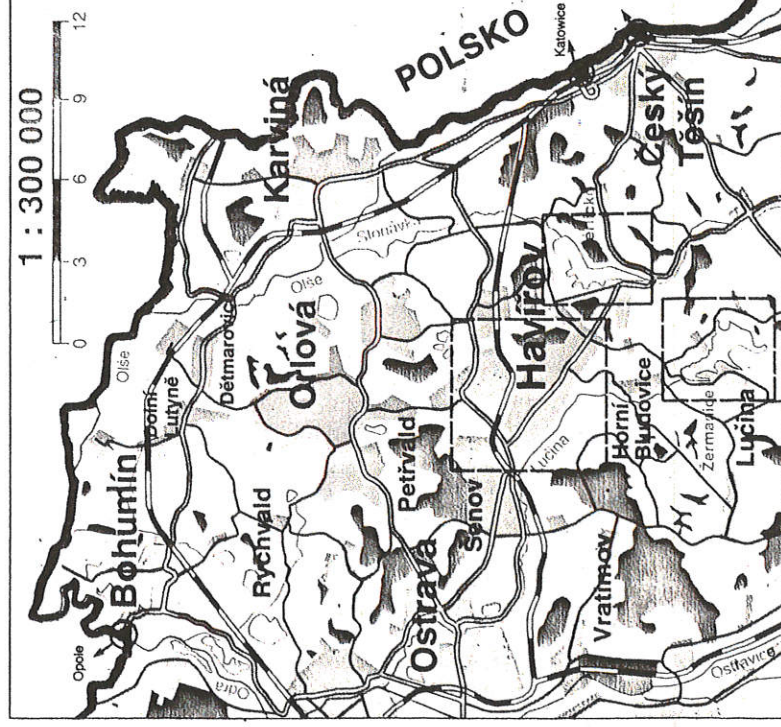 1 : 300 000
0 3 6 9 12
Opole
Bohumín
Odra
Olše
Dolní
Lutyně
Dětmarovice
Rychvald
Karviná
POLSKO
Katowice
Olše
Orlová
Stonávka
Petřvald
Ostrava
Šenov
Havířov
Český
Těšín
Lučina
Horní
Bludovice
Vratimov
Žermanice
Lučina
Ostravice